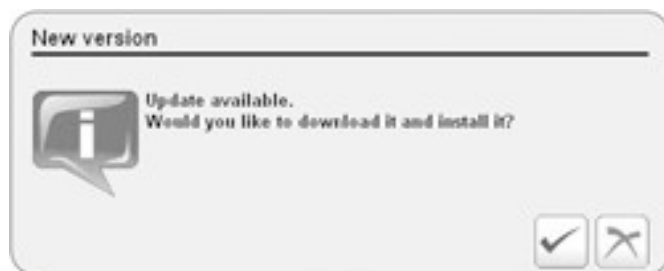 New version
Update available.
Would you like to download it and install it?